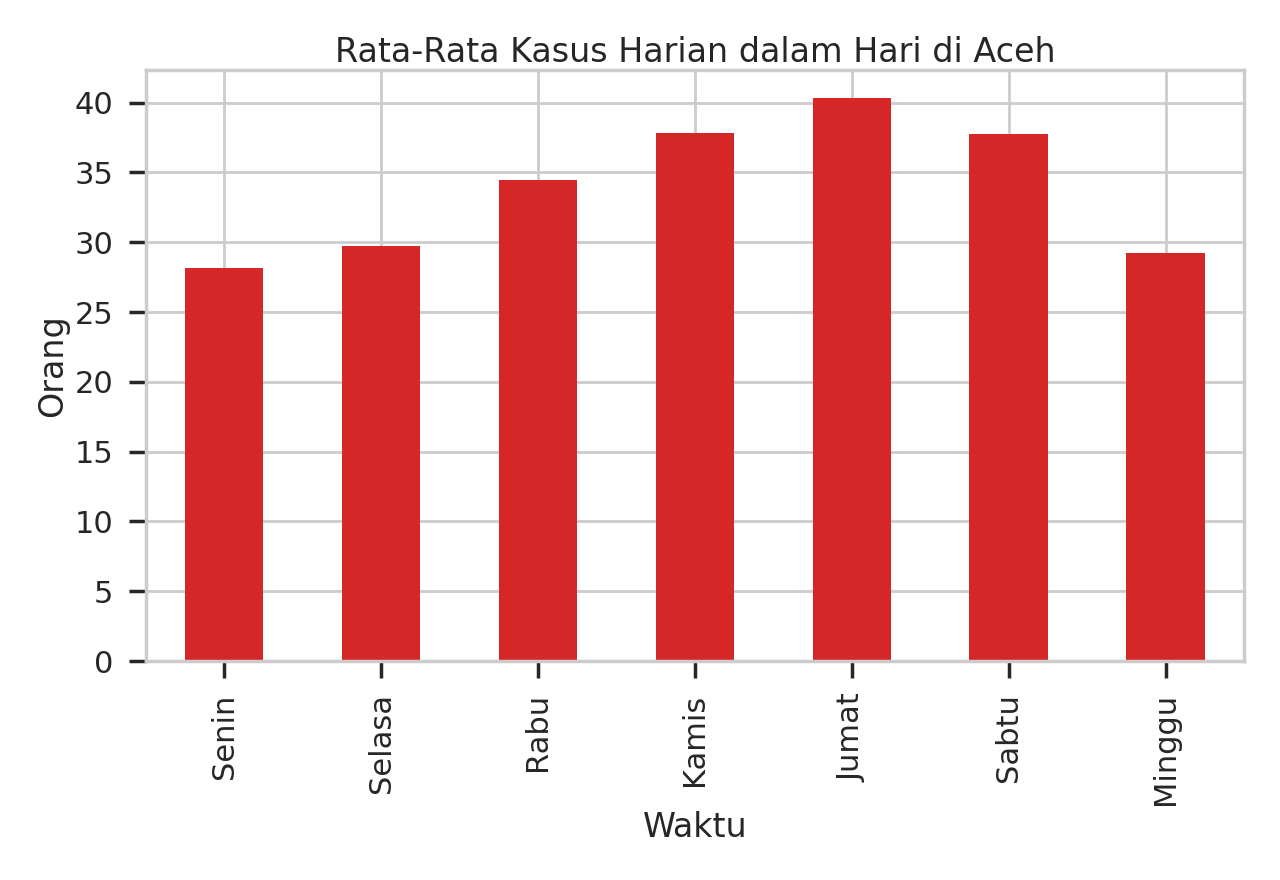 Rata-Rata Kasus Harian dalam Hari di Aceh
Orang
40
35
30
25
20
15
10
5
0
Senin
Selasa
Rabu
Kamis
Jumat
Sabtu
Minggu
Waktu